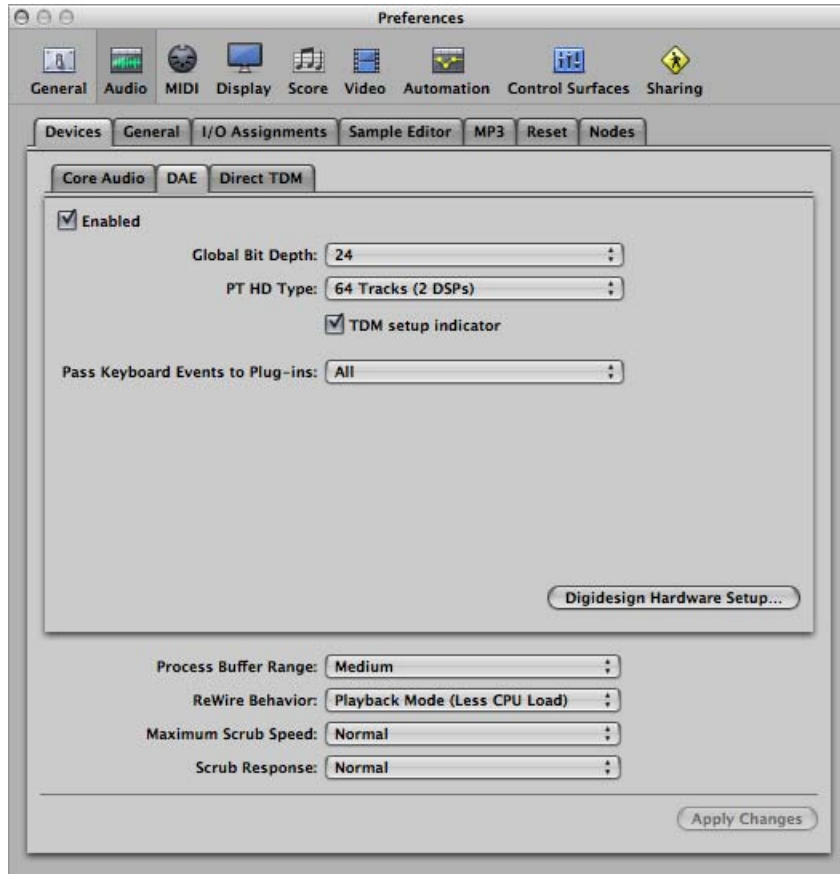 Preferences
General Audio MIDI Display Score Video Automation Control Surfaces Sharing
Devices General I/O Assignments Sample Editor MP3 Reset Nodes
Core Audio DAE Direct TDM
Enabled
Global Bit Depth: 24
PT HD Type: 64 Tracks (2 DSPs)
TDM setup indicator
Pass Keyboard Events to Plug-ins: All
Digidesign Hardware Setup...
Process Buffer Range: Medium
ReWire Behavior: Playback Mode (Less CPU Load)
Maximum Scrub Speed: Normal
Scrub Response: Normal
Apply Changes